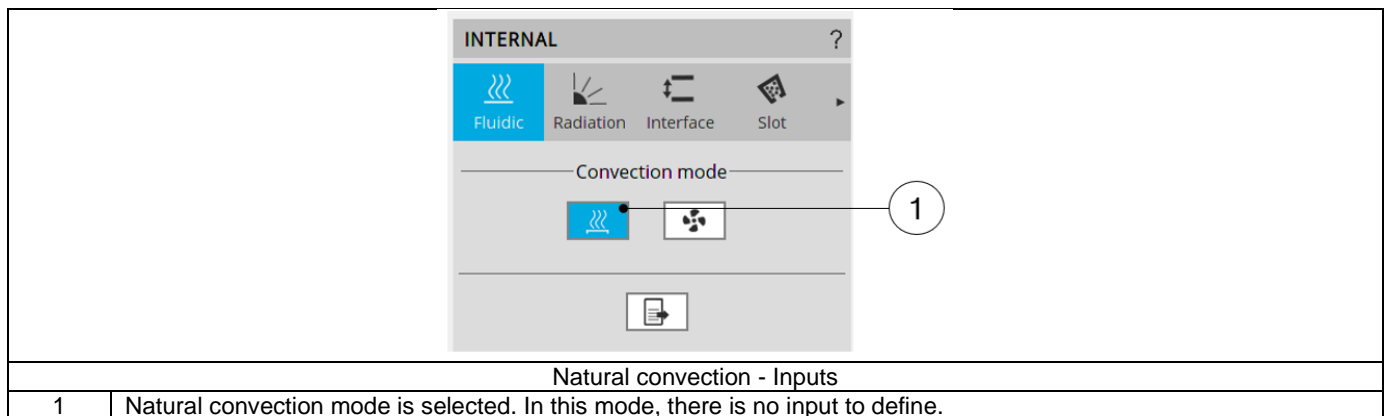 INTERNAL ?
Fluidic Radiation Interface Slot
Convection mode
1
Natural convection - Inputs
1 Natural convection mode is selected. In this mode, there is no input to define.